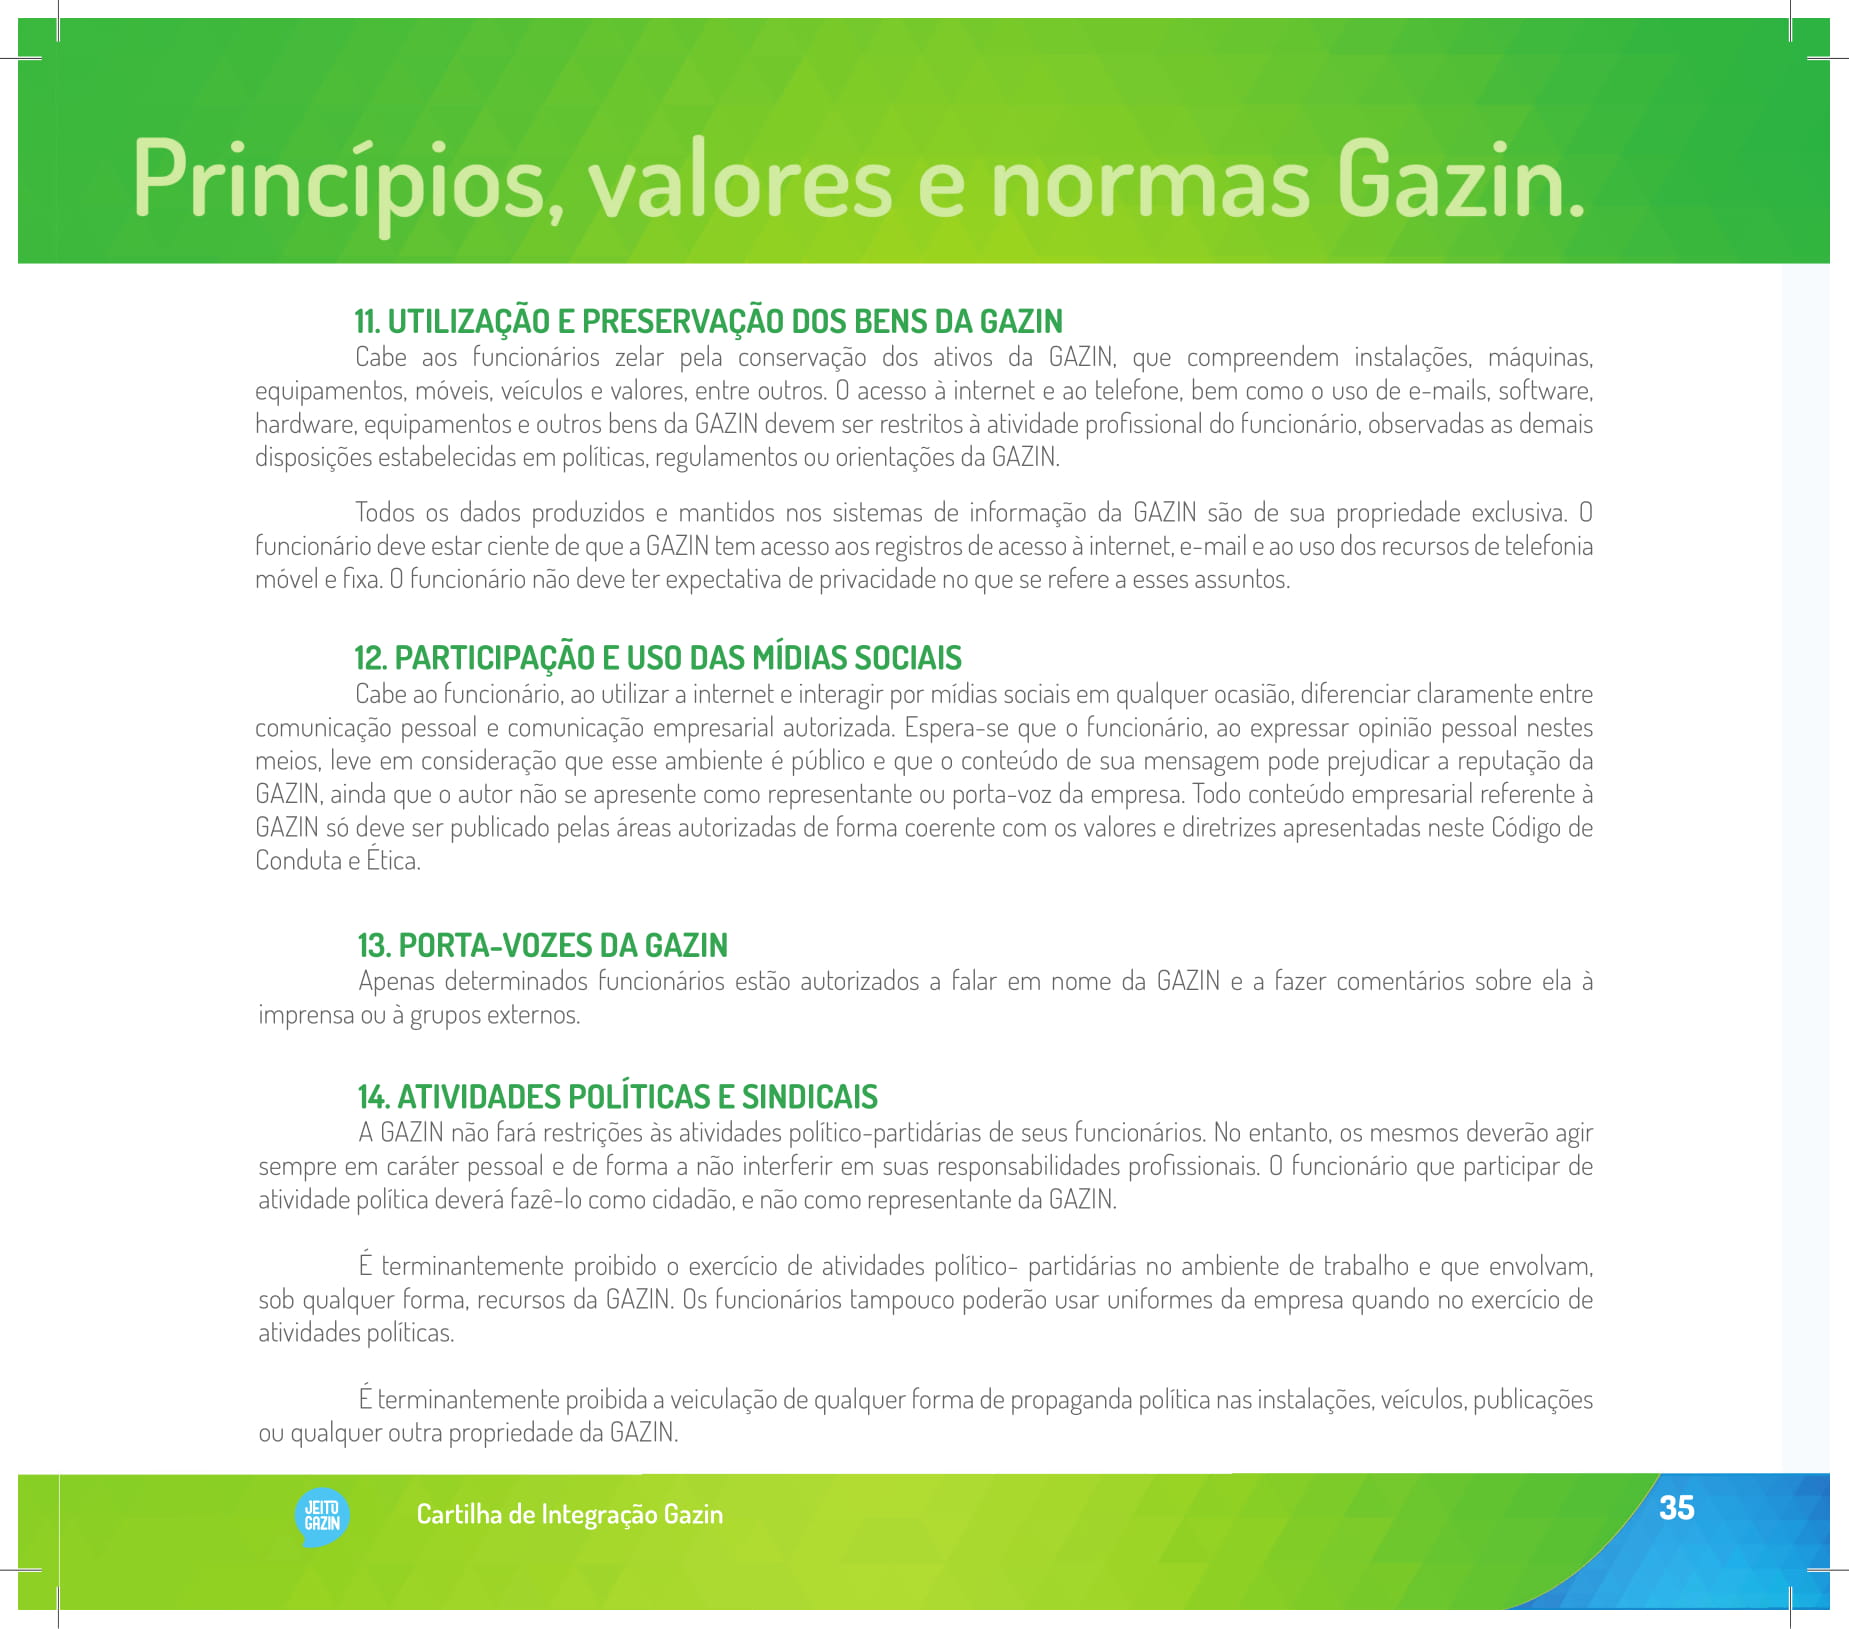 Princípios, valores e normas Gazin.
11. UTILIZAÇÃO E PRESERVAÇÃO DOS BENS DA GAZIN
Cabe aos funcionários zelar pela conservação dos ativos da GAZIN, que compreendem instalações, máquinas,
equipamentos, móveis, veículos e valores, entre outros. O acesso à internet e ao telefone, bem como o uso de e-mails, software,
hardware, equipamentos e outros bens da GAZIN devem ser restritos à atividade profissional do funcionário, observadas as demais
disposições estabelecidas em políticas, regulamentos ou orientações da GAZIN.
Todos os dados produzidos e mantidos nos sistemas de informação da GAZIN são de sua propriedade exclusiva. O
funcionário deve estar ciente de que a GAZIN tem acesso aos registros de acesso à internet, e-mail e ao uso dos recursos de telefonia
móvel e fixa. O funcionário não deve ter expectativa de privacidade no que se refere a esses assuntos.
12. PARTICIPAÇÃO E USO DAS MÍDIAS SOCIAIS
Cabe ao funcionário, ao utilizar a internet e interagir por mídias sociais em qualquer ocasião, diferenciar claramente entre
comunicação pessoal e comunicação empresarial autorizada. Espera-se que o funcionário, ao expressar opinião pessoal nestes
meios, leve em consideração que esse ambiente é público e que o conteúdo de sua mensagem pode prejudicar a reputação da
GAZIN, ainda que o autor não se apresente como representante ou porta-voz da empresa. Todo conteúdo empresarial referente à
GAZIN só deve ser publicado pelas áreas autorizadas de forma coerente com os valores e diretrizes apresentadas neste Código de
Conduta e Ética.
13. PORTA-VOZES DA GAZIN
Apenas determinados funcionários estão autorizados a falar em nome da GAZIN e a fazer comentários sobre ela à
imprensa ou à grupos externos.
14. ATIVIDADES POLÍTICAS E SINDICAIS
A GAZIN não fará restrições às atividades político-partidárias de seus funcionários. No entanto, os mesmos deverão agir
sempre em caráter pessoal e de forma a não interferir em suas responsabilidades profissionais. O funcionário que participar de
atividade política deverá fazê-lo como cidadão, e não como representante da GAZIN.
É terminantemente proibido o exercício de atividades político- partidárias no ambiente de trabalho e que envolvam,
sob qualquer forma, recursos da GAZIN. Os funcionários tampouco poderão usar uniformes da empresa quando no exercício de
atividades políticas.
É terminantemente proibida a veiculação de qualquer forma de propaganda política nas instalações, veículos, publicações
ou qualquer outra propriedade da GAZIN.
JEITO
GAZIN
Cartilha de Integração Gazin
35